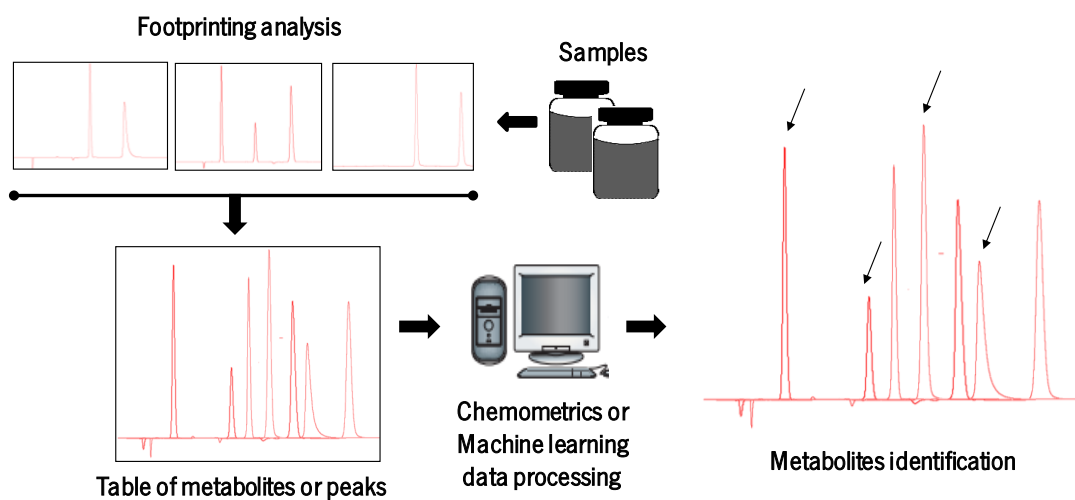 Footprinting analysis
Samples
Table of metabolites or peaks
Chemometrics or
Machine learning
data processing
Metabolites identification